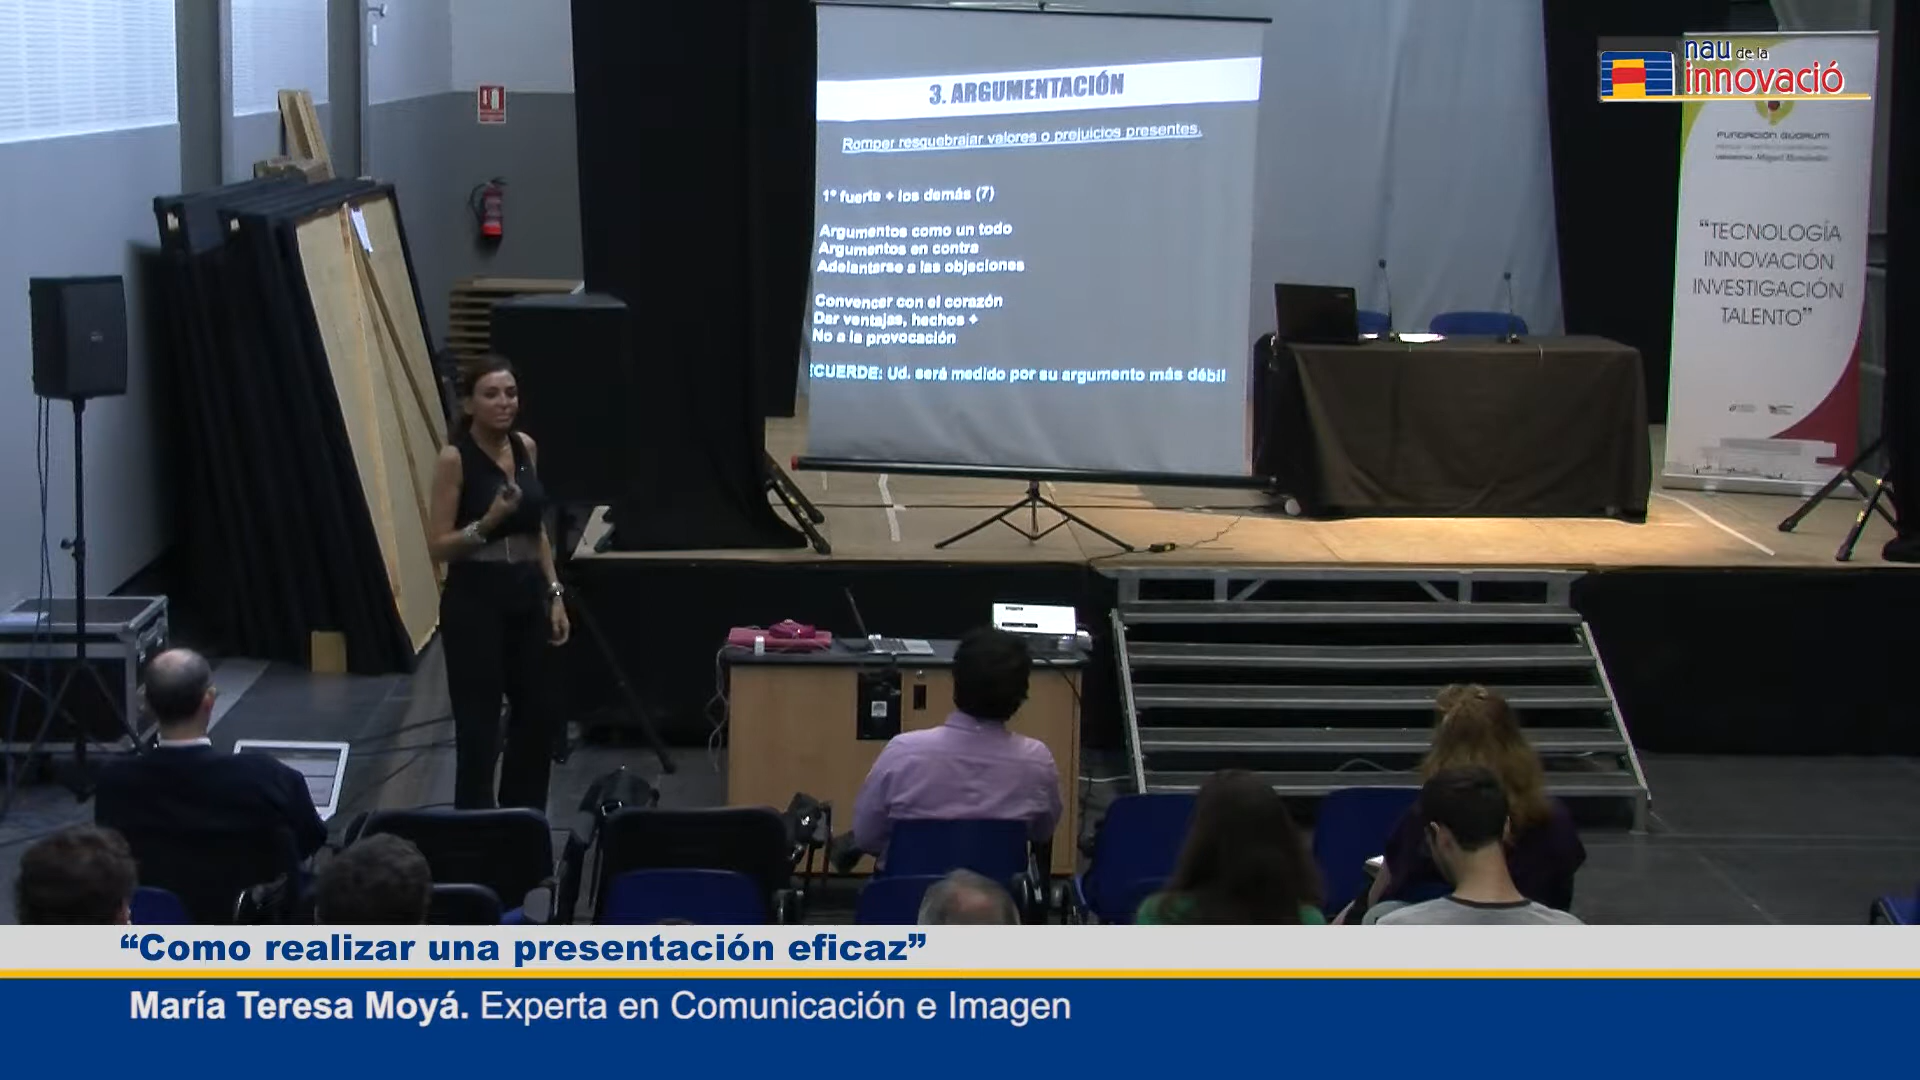 nau de la
innovació
3. ARGUMENTACIÓN
Romper resquebrajar valores o prejuicios presentes.
1º fuerte + los demás (7)
Argumentos como un todo
Argumentos en contra
Adelantarse a las objeciones
Convencer con el corazón
Dar ventajas, hechos +
No a la provocación
CUERDE: Ud. será medido por su argumento más débil
FUNDACIÓN QUÓRUM
Miguel Hernández
“TECNOLOGÍA
INNOVACIÓN
INVESTIGACIÓN
TALENTO”
“Como realizar una presentación eficaz”
María Teresa Moyá. Experta en Comunicación e Imagen